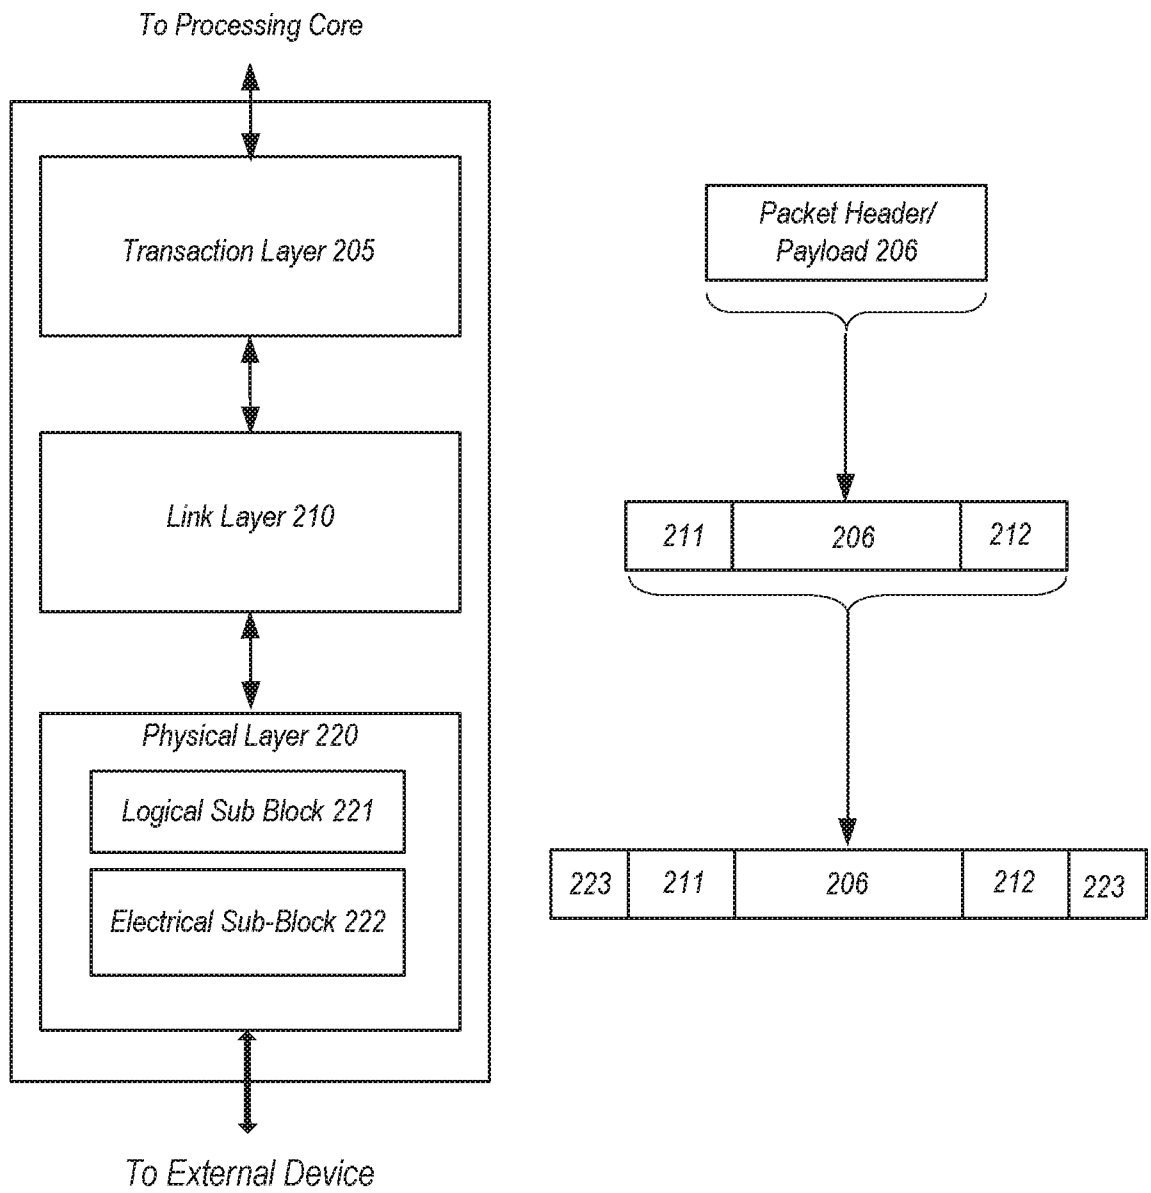 To Processing Core
Transaction Layer 205
Packet Header/
Payload 206
Link Layer 210
211 206 212
Physical Layer 220
Logical Sub Block 221
Electrical Sub-Block 222
223 211 206 212 223
To External Device